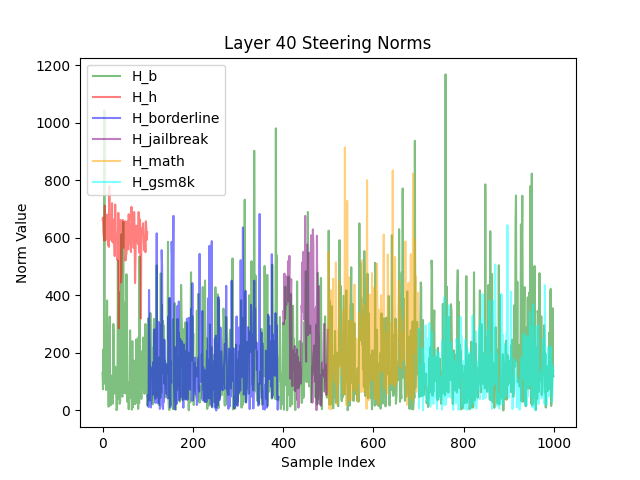 Layer 40 Steering Norms
1200
1000
800
600
400
200
0
Norm Value
H_b
H_h
H_borderline
H_jailbreak
H_math
H_gsm8k
0
200
400
600
800
1000
Sample Index